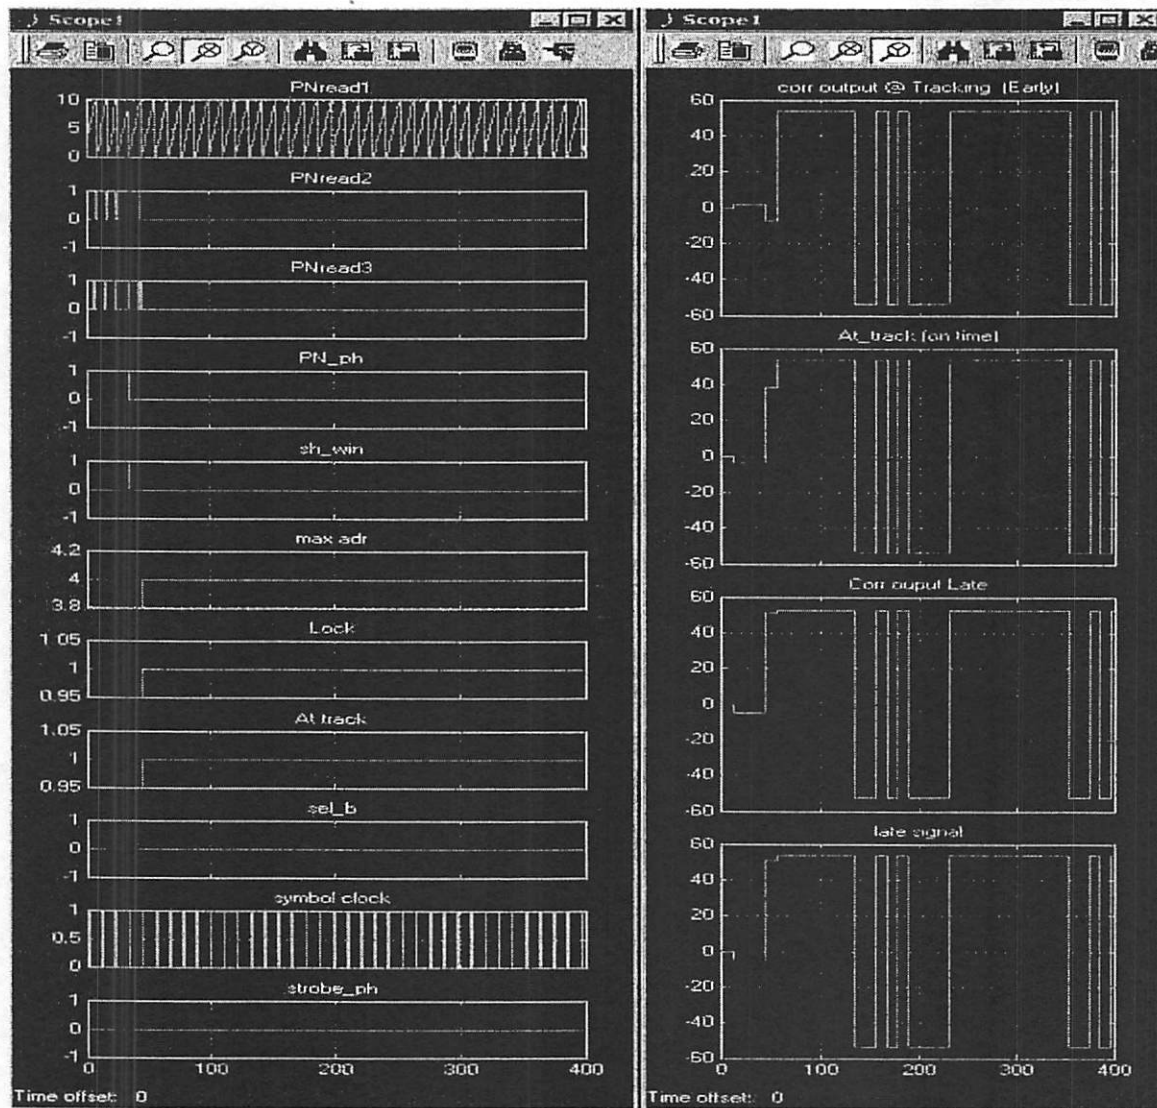 Scope1
PNread1
10
5
0
PNread2
1
0
-1
PNread3
1
0
-1
PN_ph
1
0
-1
sh_win
1
0
-1
max adr
4.2
4
3.8
Lock
1.05
1
0.95
At track
1.05
1
0.95
sel_b
1
0
-1
symbol clock
1
0.5
0
strobe_ph
1
0
-1
0 100 200 300 400
Time offset: 0
Scope1
corr output @ Tracking (Early)
60
40
20
0
-20
-40
-60
At_track (on time)
60
40
20
0
-20
-40
-60
Corr ouput Late
60
40
20
0
-20
-40
-60
late signal
60
40
20
0
-20
-40
-60
0 100 200 300 400
Time offset: 0